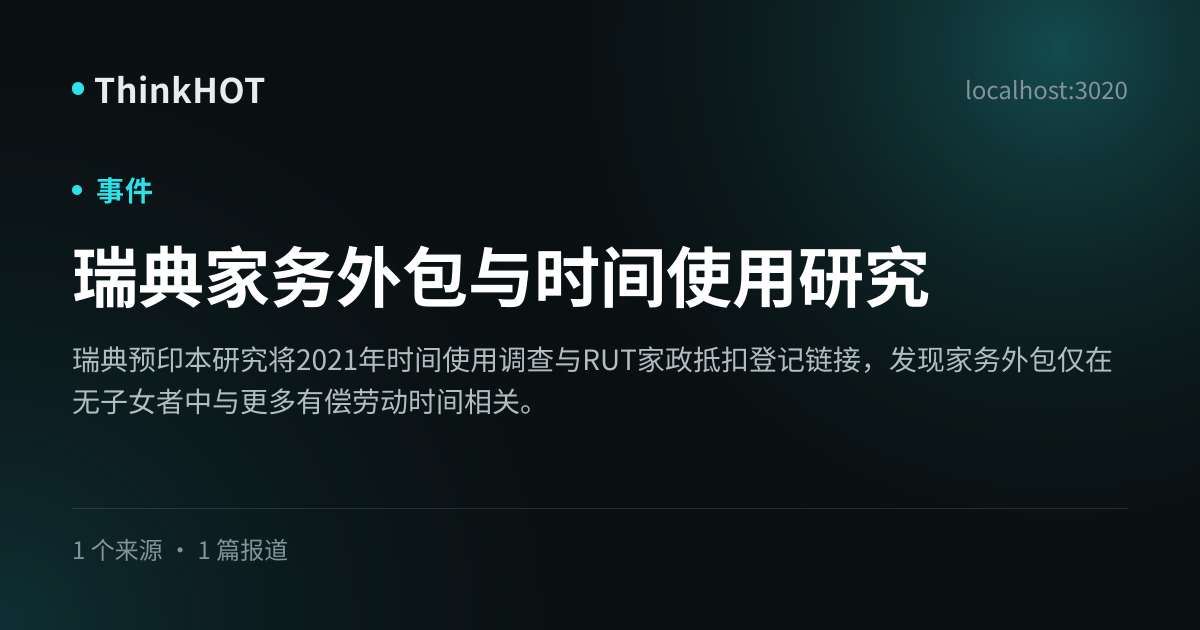 ThinkHOT
localhost:3020
事件
瑞典家务外包与时间使用研究
瑞典预印本研究将2021年时间使用调查与RUT家政抵扣登记链接，发现家务外包仅在
无子女者中与更多有偿劳动时间相关。
1 个来源 · 1 篇报道